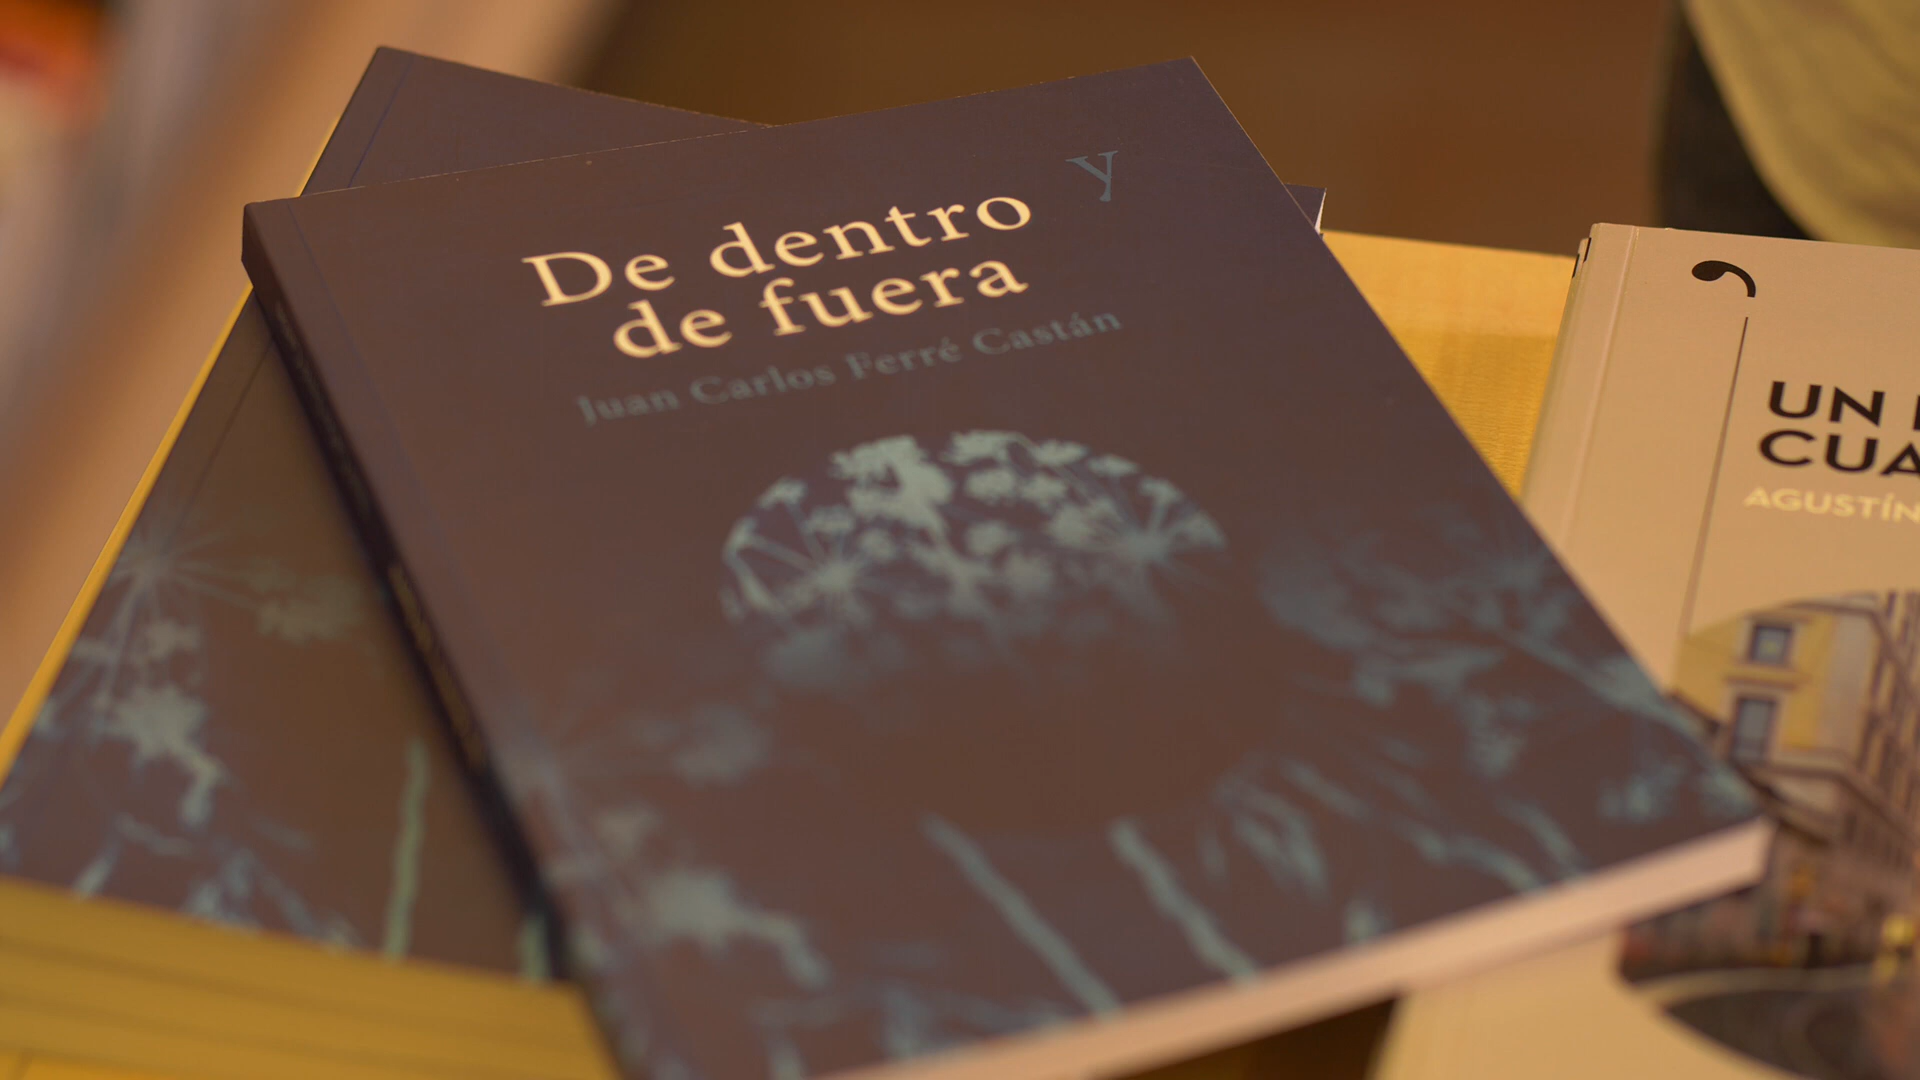 De dentro y
de fuera
Juan Carlos Ferré Castán
UN
CUA
AGUSTÍN